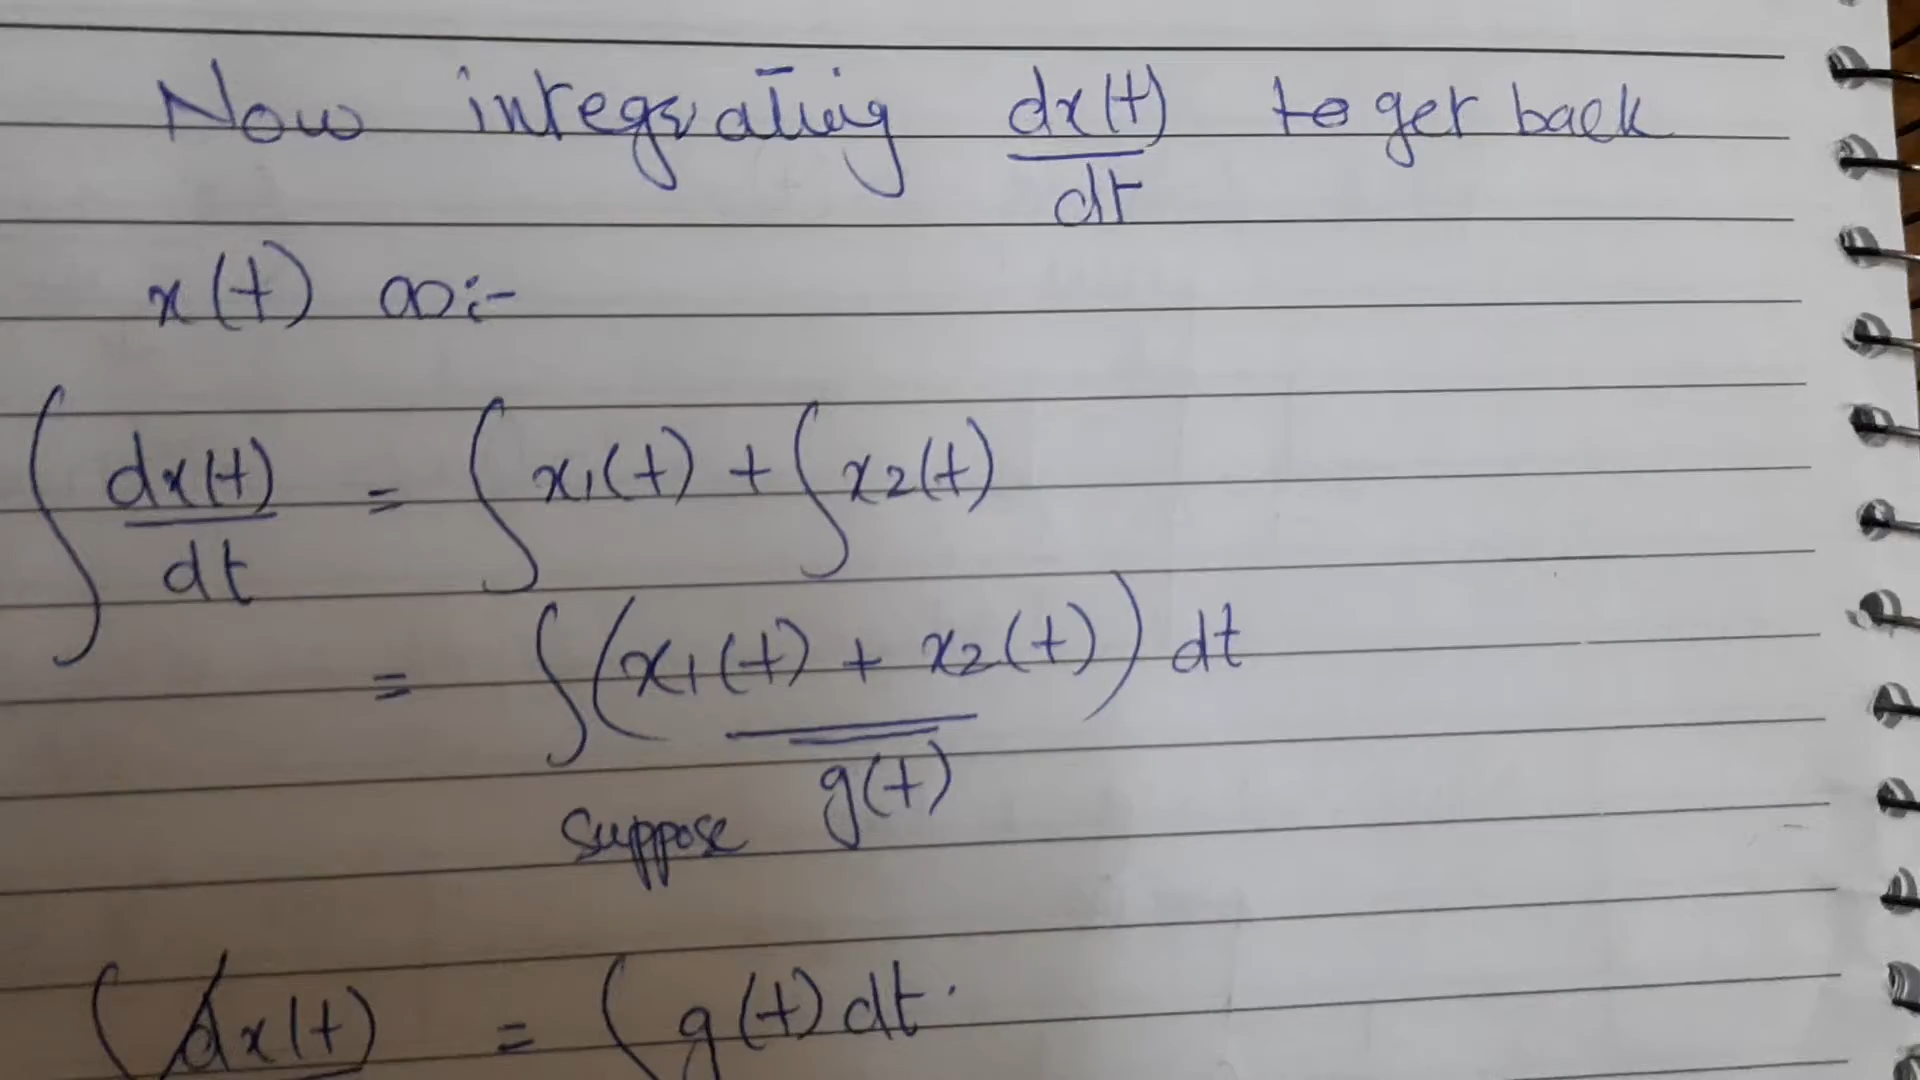 Now integrating dx(t)/dt to get back
x(t) as:-
∫ dx(t)/dt = ∫ x1(t) + ∫ x2(t)
= ∫ (x1(t) + x2(t)) dt
suppose g(t)
∫ dx(t) = ∫ g(t) dt.